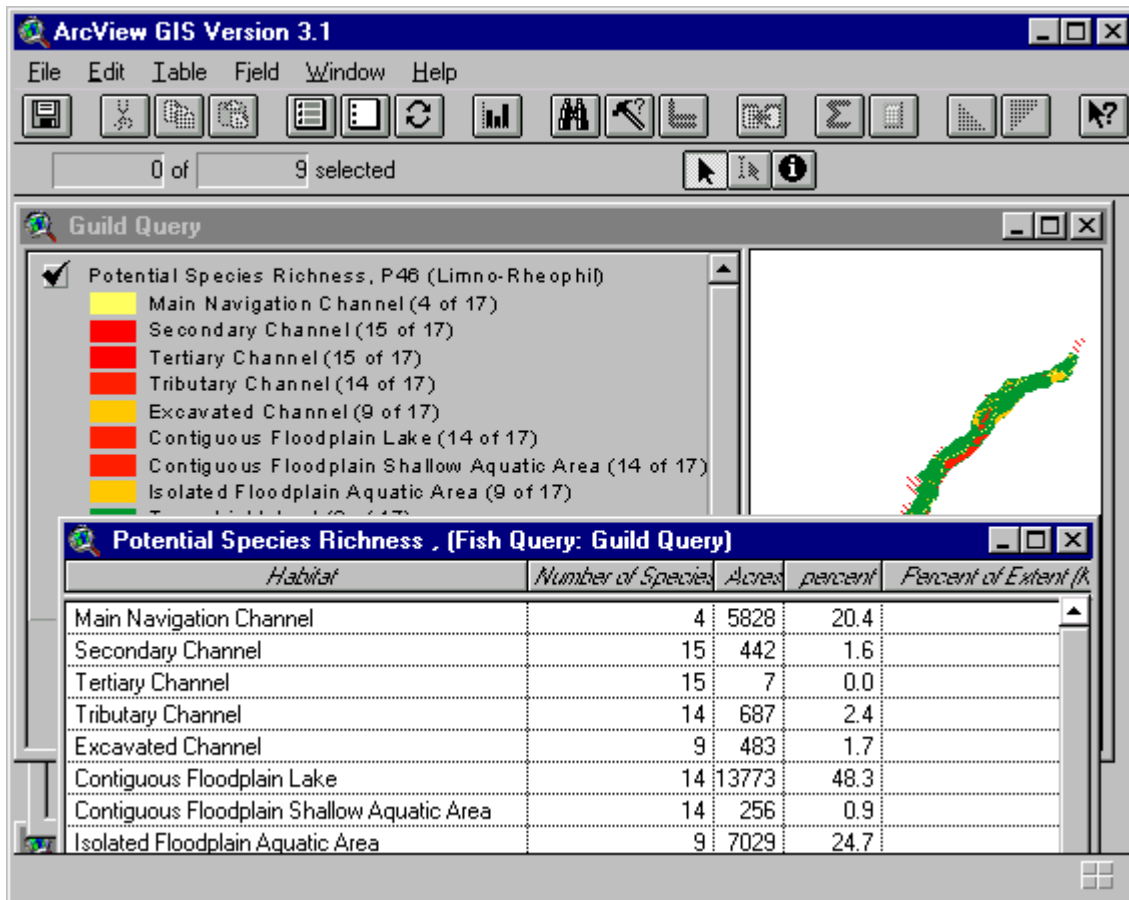 ArcView GIS Version 3.1
File Edit Table Field Window Help
0 of 9 selected
Guild Query
Potential Species Richness, P46 (Limno-Rheophil)
Main Navigation Channel (4 of 17)
Secondary Channel (15 of 17)
Tertiary Channel (15 of 17)
Tributary Channel (14 of 17)
Excavated Channel (9 of 17)
Contiguous Floodplain Lake (14 of 17)
Contiguous Floodplain Shallow Aquatic Area (14 of 17)
Isolated Floodplain Aquatic Area (9 of 17)
Potential Species Richness , (Fish Query: Guild Query)
Habitat Number of Species Acres percent Percent of Extent (K
Main Navigation Channel 4 5828 20.4
Secondary Channel 15 442 1.6
Tertiary Channel 15 7 0.0
Tributary Channel 14 687 2.4
Excavated Channel 9 483 1.7
Contiguous Floodplain Lake 14 13773 48.3
Contiguous Floodplain Shallow Aquatic Area 14 256 0.9
Isolated Floodplain Aquatic Area 9 7029 24.7